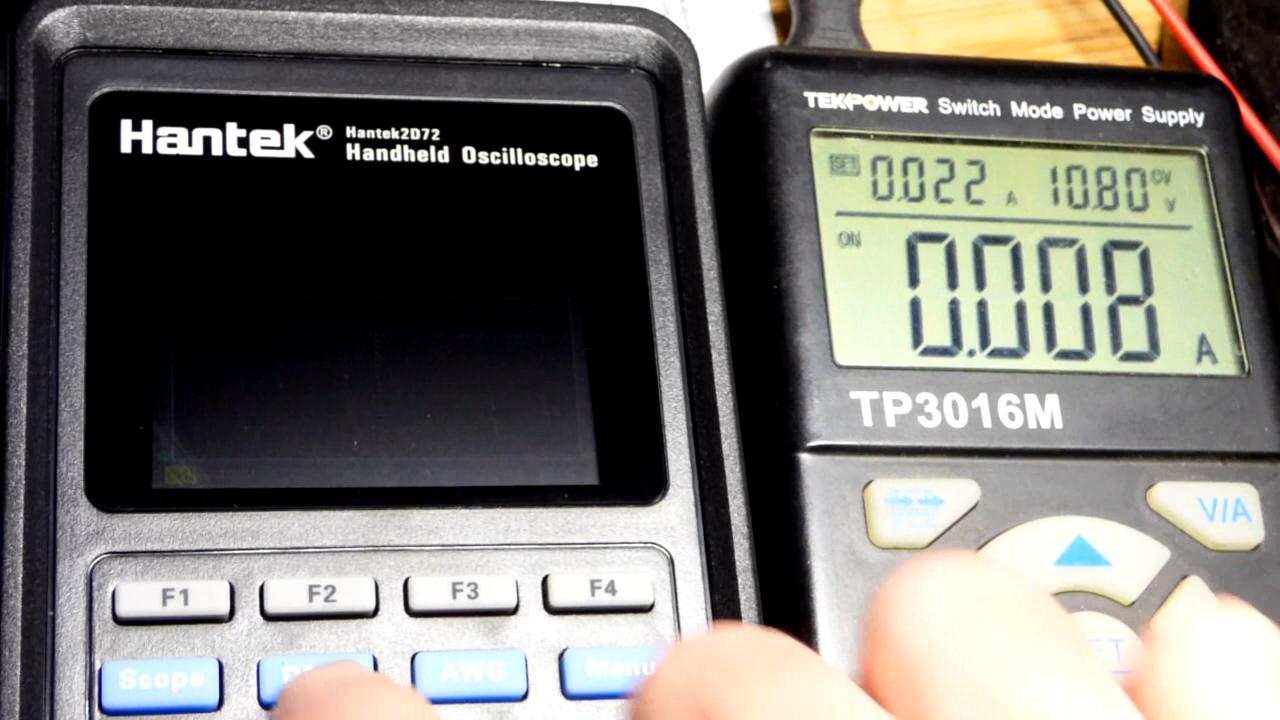 Hantek®
Hantek2D72
Handheld Oscilloscope
F1
F2
F3
F4
Scope
AWG
Menu
TEKPOWER Switch Mode Power Supply
SET 0.022 A 10.80 CV V
ON 0.008 A
TP3016M
V/A